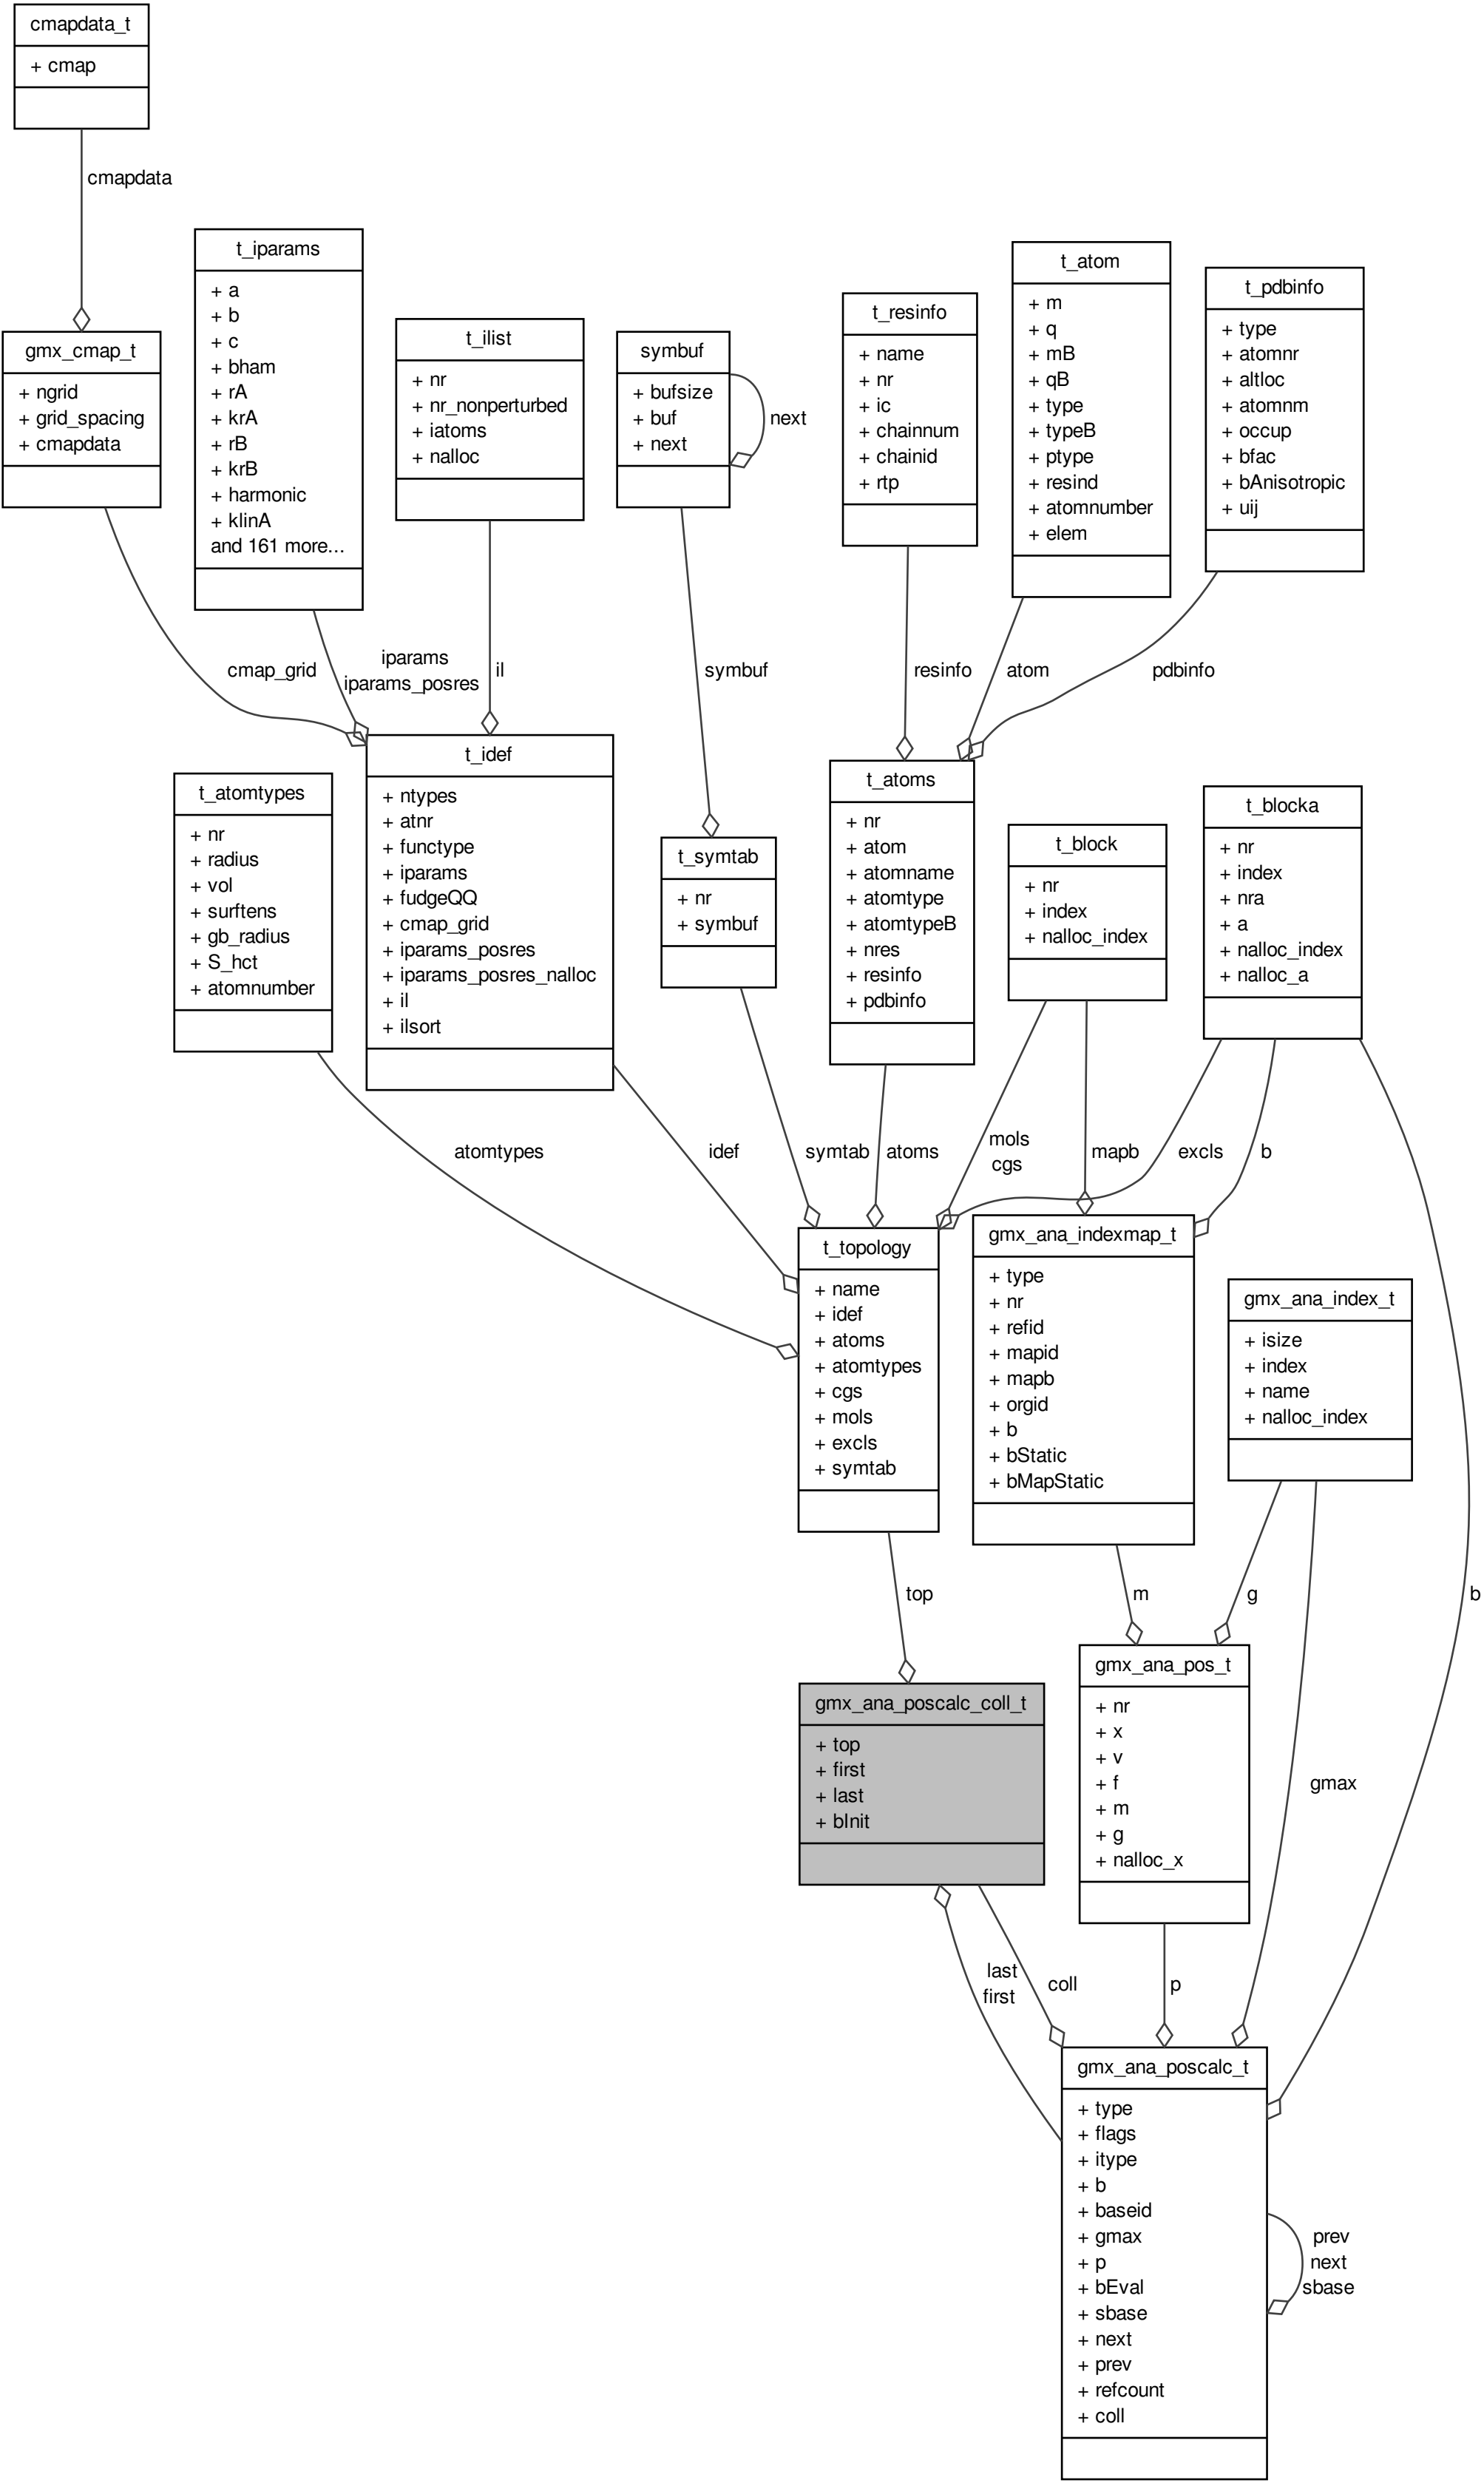 cmapdata_t
+ cmap
cmapdata
gmx_cmap_t
+ ngrid
+ grid_spacing
+ cmapdata
t_iparams
+ a
+ b
+ c
+ bham
+ rA
+ krA
+ rB
+ krB
+ harmonic
+ klinA
and 161 more...
t_ilist
+ nr
+ nr_nonperturbed
+ iatoms
+ nalloc
symbuf
+ bufsize
+ buf
+ next
next
t_resinfo
+ name
+ nr
+ ic
+ chainnum
+ chainid
+ rtp
t_atom
+ m
+ q
+ mB
+ qB
+ type
+ typeB
+ ptype
+ resind
+ atomnumber
+ elem
t_pdbinfo
+ type
+ atomnr
+ altloc
+ atomnm
+ occup
+ bfac
+ bAnisotropic
+ uij
cmap_grid
iparams
iparams_posres
il
symbuf
resinfo
atom
pdbinfo
t_atomtypes
+ nr
+ radius
+ vol
+ surftens
+ gb_radius
+ S_hct
+ atomnumber
t_idef
+ ntypes
+ atnr
+ functype
+ iparams
+ fudgeQQ
+ cmap_grid
+ iparams_posres
+ iparams_posres_nalloc
+ il
+ ilsort
t_symtab
+ nr
+ symbuf
t_atoms
+ nr
+ atom
+ atomname
+ atomtype
+ atomtypeB
+ nres
+ resinfo
+ pdbinfo
t_block
+ nr
+ index
+ nalloc_index
t_blocka
+ nr
+ index
+ nra
+ a
+ nalloc_index
+ nalloc_a
atomtypes
idef
symtab
atoms
mols
cgs
mapb
excls
b
t_topology
+ name
+ idef
+ atoms
+ atomtypes
+ cgs
+ mols
+ excls
+ symtab
gmx_ana_indexmap_t
+ type
+ nr
+ refid
+ mapid
+ mapb
+ orgid
+ b
+ bStatic
+ bMapStatic
gmx_ana_index_t
+ isize
+ index
+ name
+ nalloc_index
top
m
g
b
gmx_ana_poscalc_coll_t
+ top
+ first
+ last
+ bInit
gmx_ana_pos_t
+ nr
+ x
+ v
+ f
+ m
+ g
+ nalloc_x
gmax
last
first
coll
p
gmx_ana_poscalc_t
+ type
+ flags
+ itype
+ b
+ baseid
+ gmax
+ p
+ bEval
+ sbase
+ next
+ prev
+ refcount
+ coll
prev
next
sbase